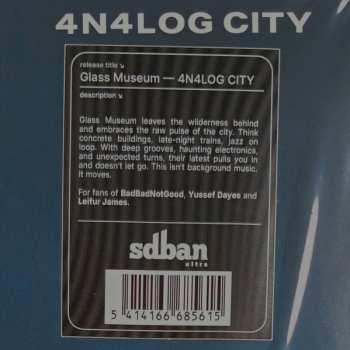 4N4LOG CITY
release title ↘
Glass Museum — 4N4LOG CITY
description ↘
Glass Museum leaves the wilderness behind
and embraces the raw pulse of the city. Think
concrete buildings, late-night trains, jazz on
loop. With deep grooves, haunting electronics,
and unexpected turns, their latest pulls you in
and doesn't let go. This isn't background music.
It moves.
For fans of BadBadNotGood, Yussef Dayes and
Leifur James.
sdban
ultra
5 414166 685615